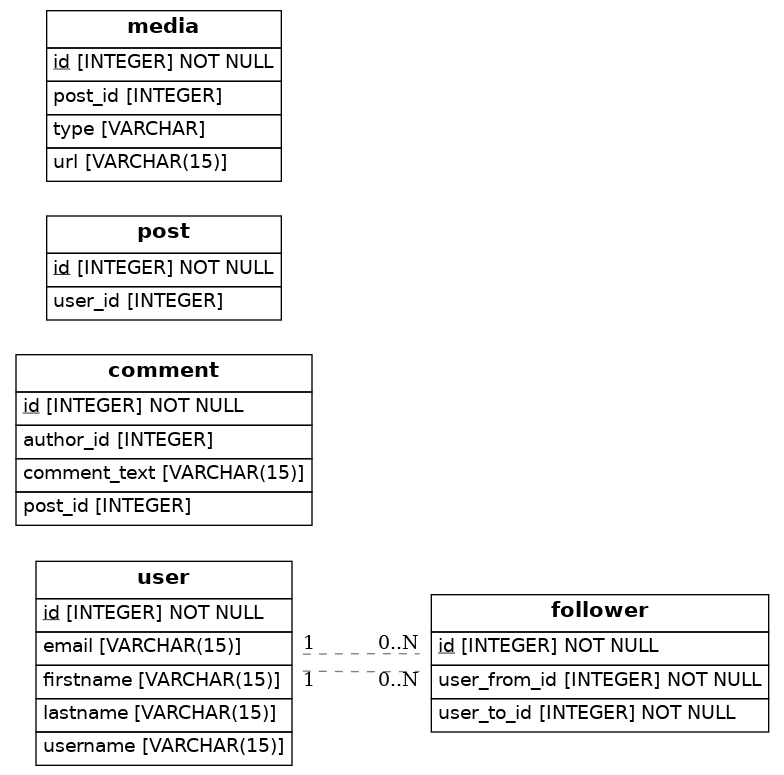 media
id [INTEGER] NOT NULL
post_id [INTEGER]
type [VARCHAR]
url [VARCHAR(15)]
post
id [INTEGER] NOT NULL
user_id [INTEGER]
comment
id [INTEGER] NOT NULL
author_id [INTEGER]
comment_text [VARCHAR(15)]
post_id [INTEGER]
user
id [INTEGER] NOT NULL
email [VARCHAR(15)]
firstname [VARCHAR(15)]
lastname [VARCHAR(15)]
username [VARCHAR(15)]
1 0..N
1 0..N
follower
id [INTEGER] NOT NULL
user_from_id [INTEGER] NOT NULL
user_to_id [INTEGER] NOT NULL